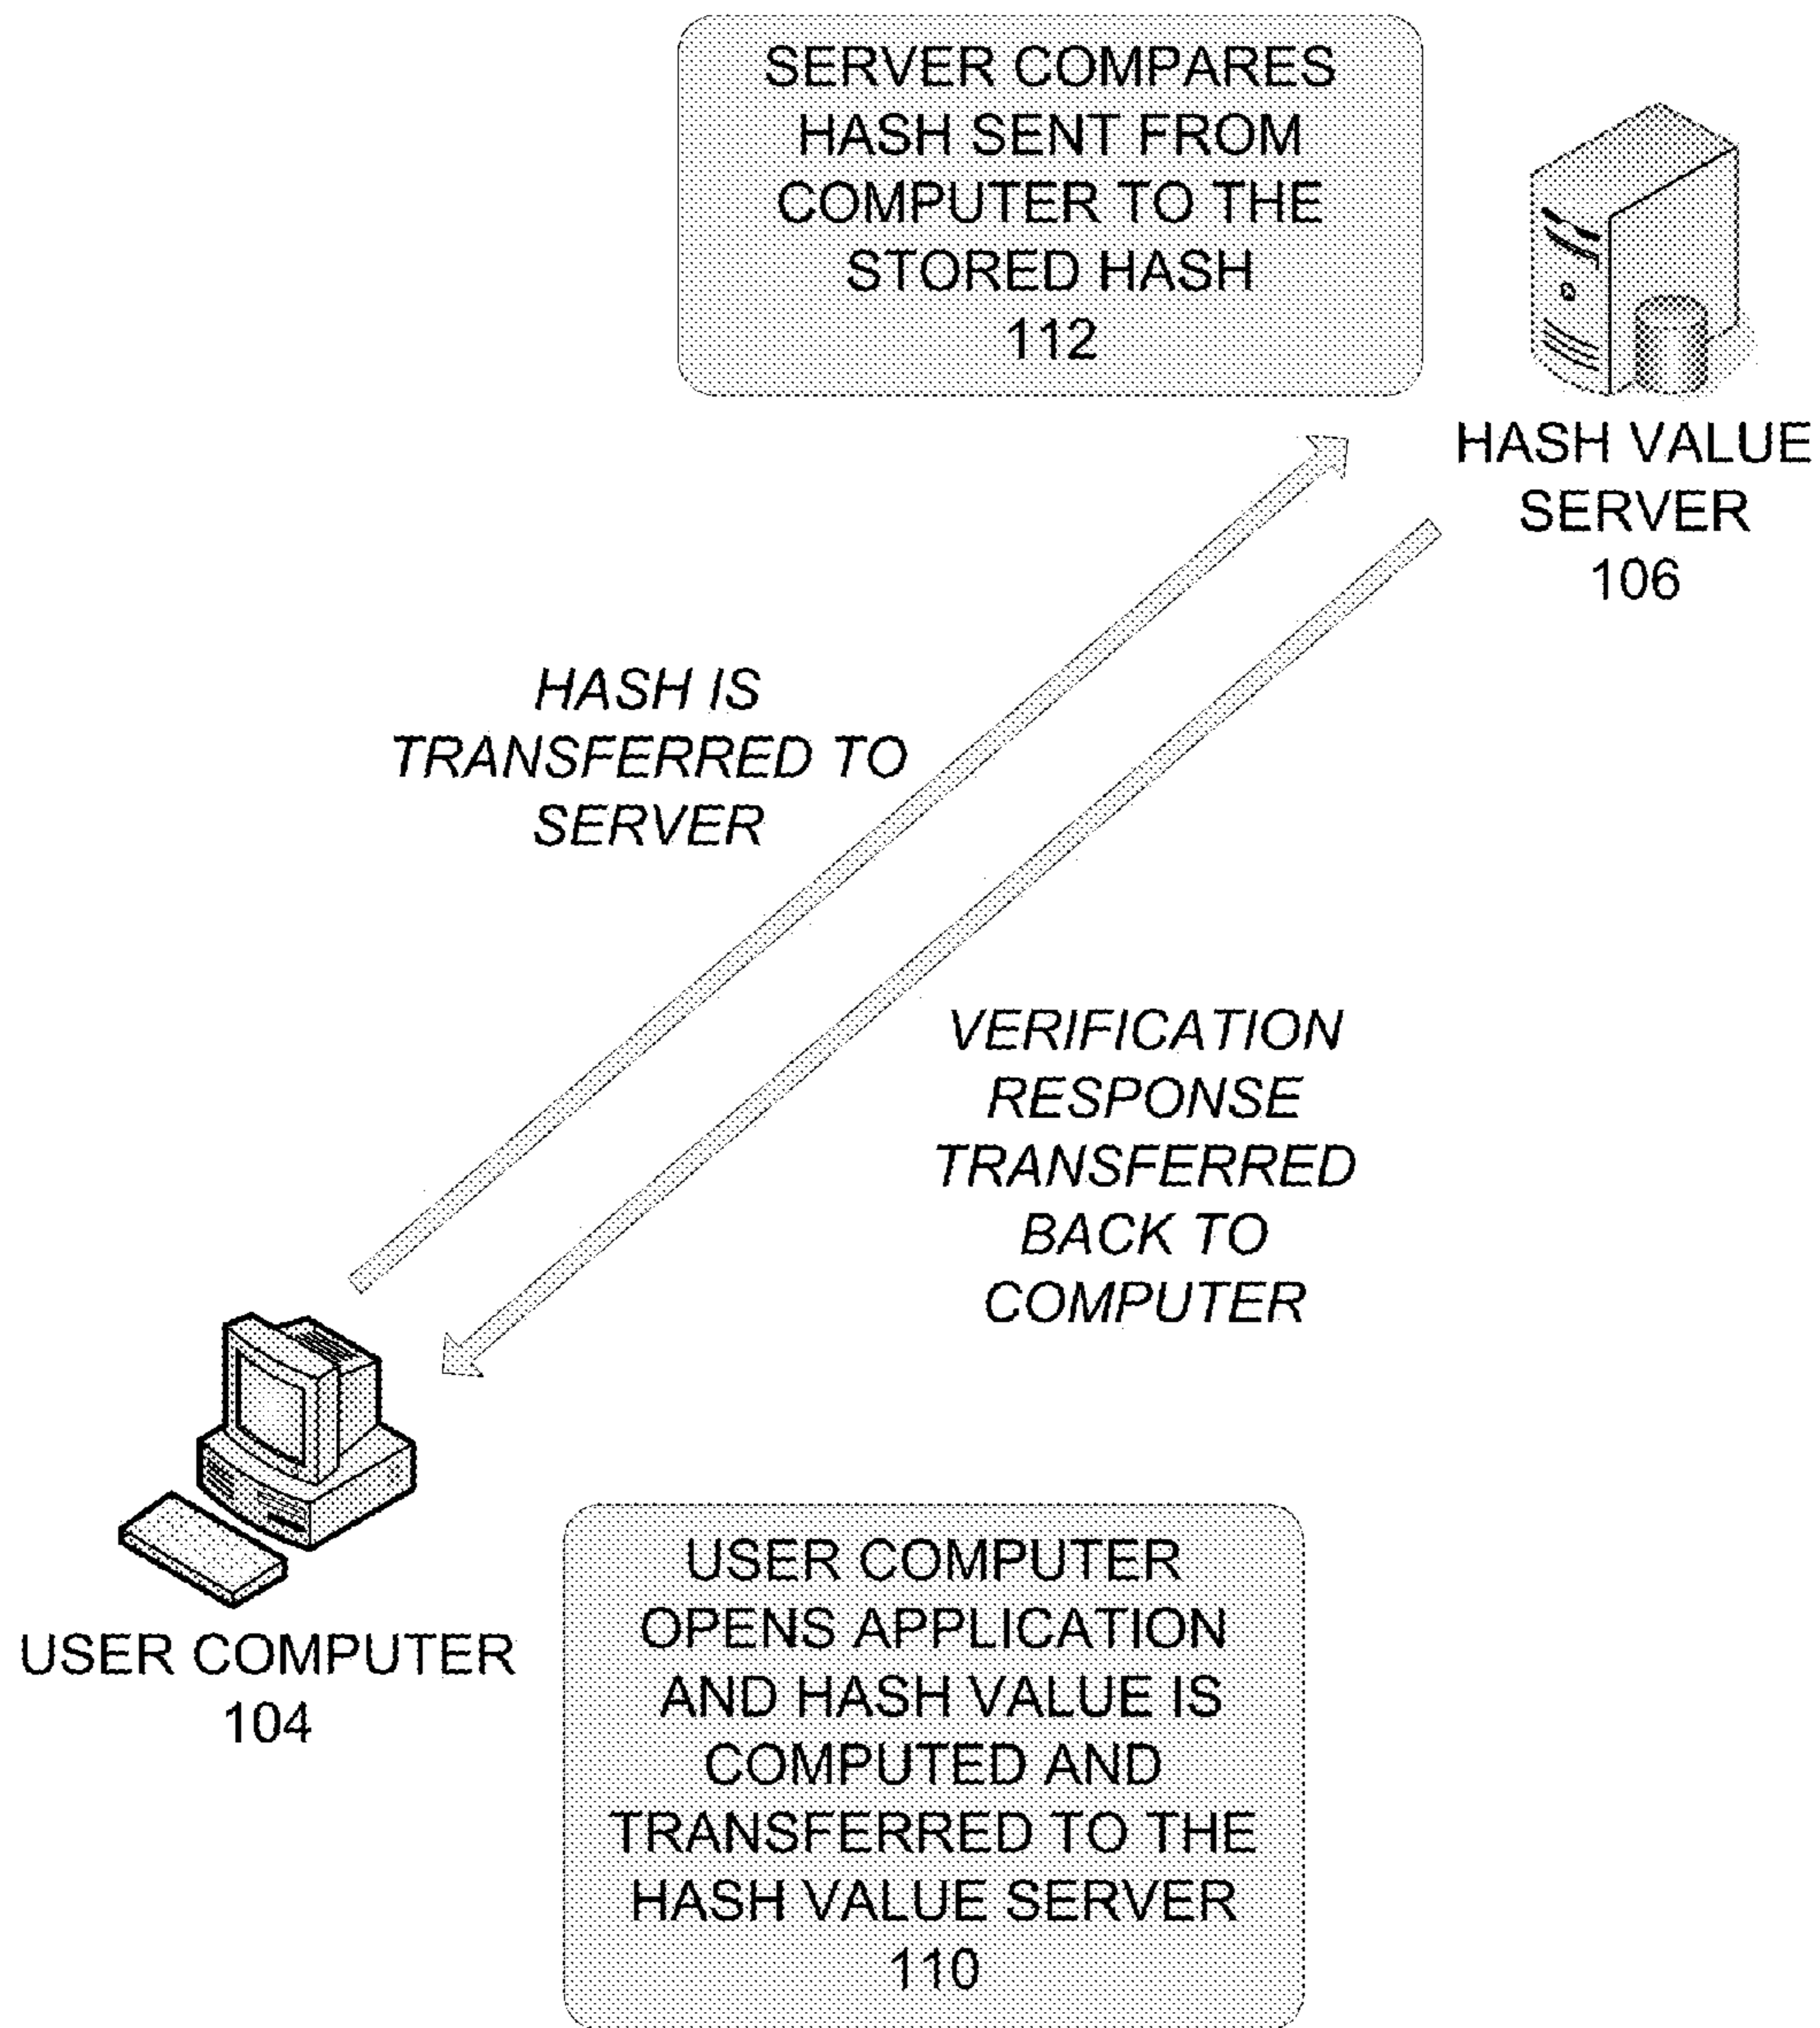 SERVER COMPARES
HASH SENT FROM
COMPUTER TO THE
STORED HASH
112
HASH VALUE
SERVER
106
HASH IS
TRANSFERRED TO
SERVER
VERIFICATION
RESPONSE
TRANSFERRED
BACK TO
COMPUTER
USER COMPUTER
104
USER COMPUTER
OPENS APPLICATION
AND HASH VALUE IS
COMPUTED AND
TRANSFERRED TO THE
HASH VALUE SERVER
110